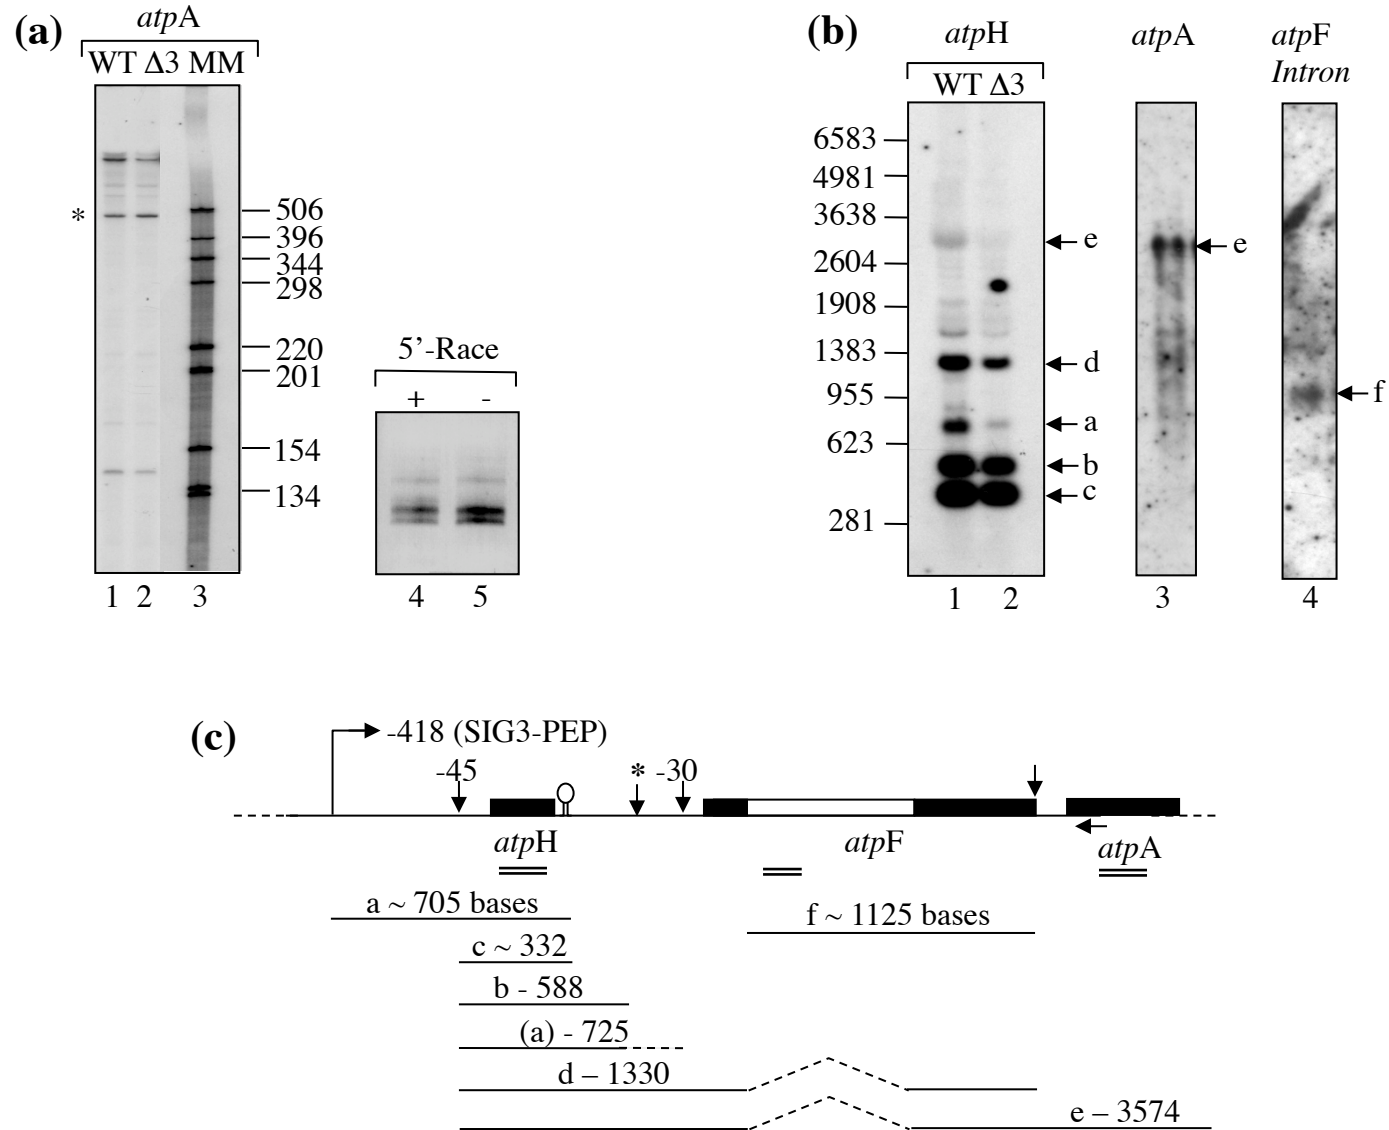 (a)
atpA
WT Δ3 MM
*
506
396
344
298
220
201
154
134
1 2 3
5’-Race
+ -
4 5
(b)
atpH
WT Δ3
6583
4981
3638
2604
1908
1383
955
623
281
e
d
a
b
c
1 2
atpA
e
3
atpF
Intron
f
4
(c)
-418 (SIG3-PEP)
-45
*
-30
atpH
atpF
atpA
a ~ 705 bases
f ~ 1125 bases
c ~ 332
b - 588
(a) - 725
d – 1330
e – 3574